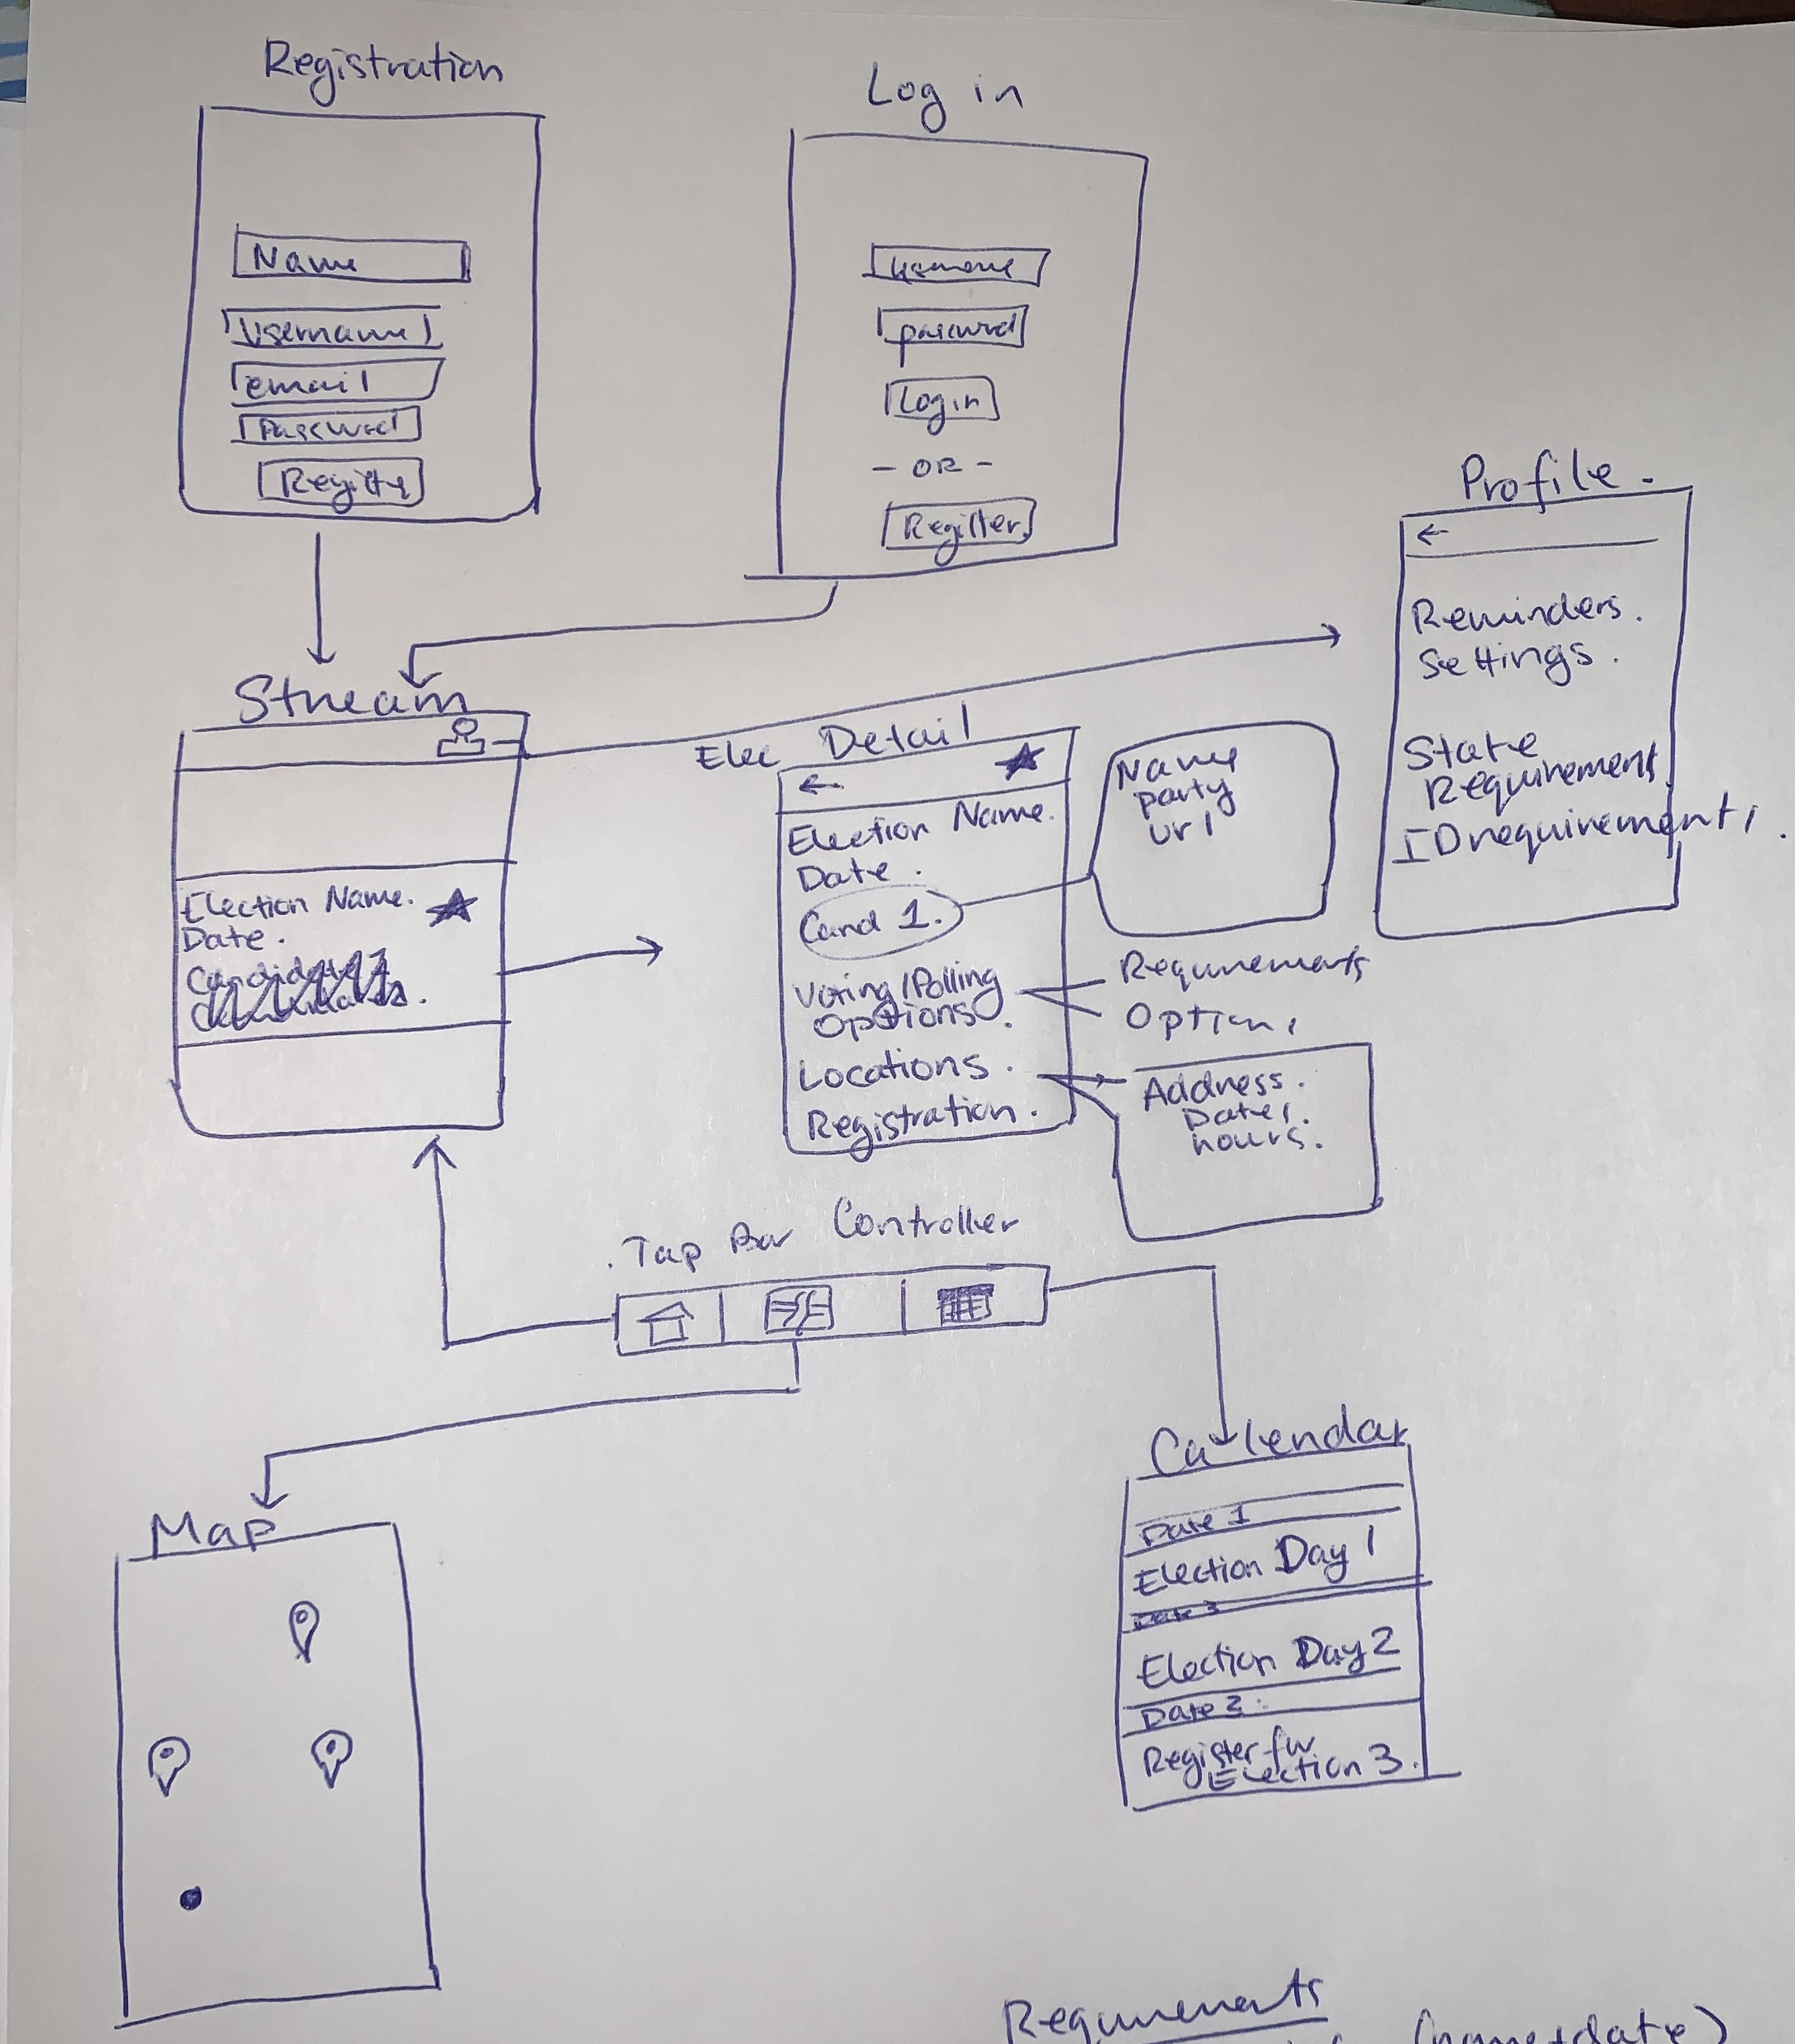 Registration
Name
Username
email
Password
Register
Log in
username
password
Login
- OR -
Register
Profile.
←
Reminders.
Settings.
State
Requirement
ID requirements.
Stream
Election Name.
Date.
Elec Detail
←
Election Name.
Date.
Cand 1.
Voting/Polling
Options.
Locations.
Registration.
Name
party
url
Requirements
Options
Address.
Dates.
hours.
Tap Bar Controller
Map
Calendar
Date 1
Election Day 1
Date 3
Election Day 2
Date 2.
Register for
Election 3.
Requirements
(name+date)